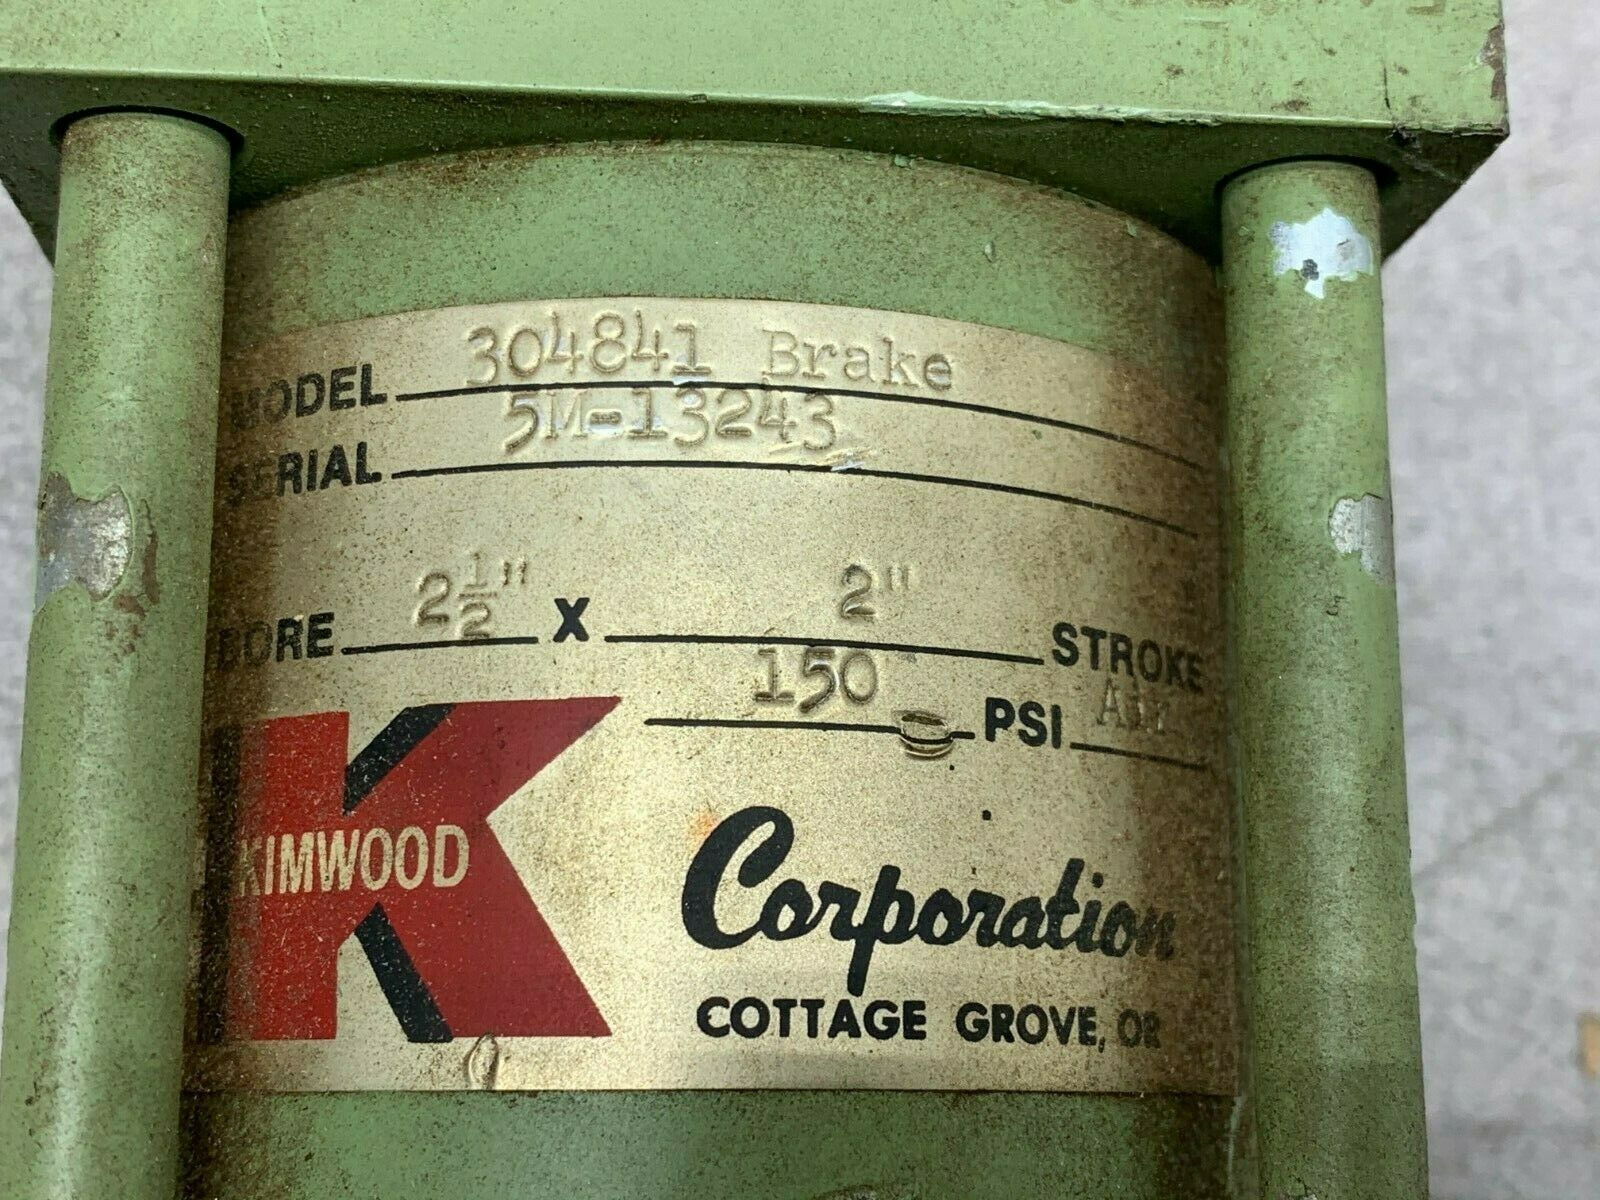 MODEL 304841 Brake
SERIAL 5M-13243
BORE 2½" X 2" STROKE
150 PSI Air
KIMWOOD
Corporation
COTTAGE GROVE, OR